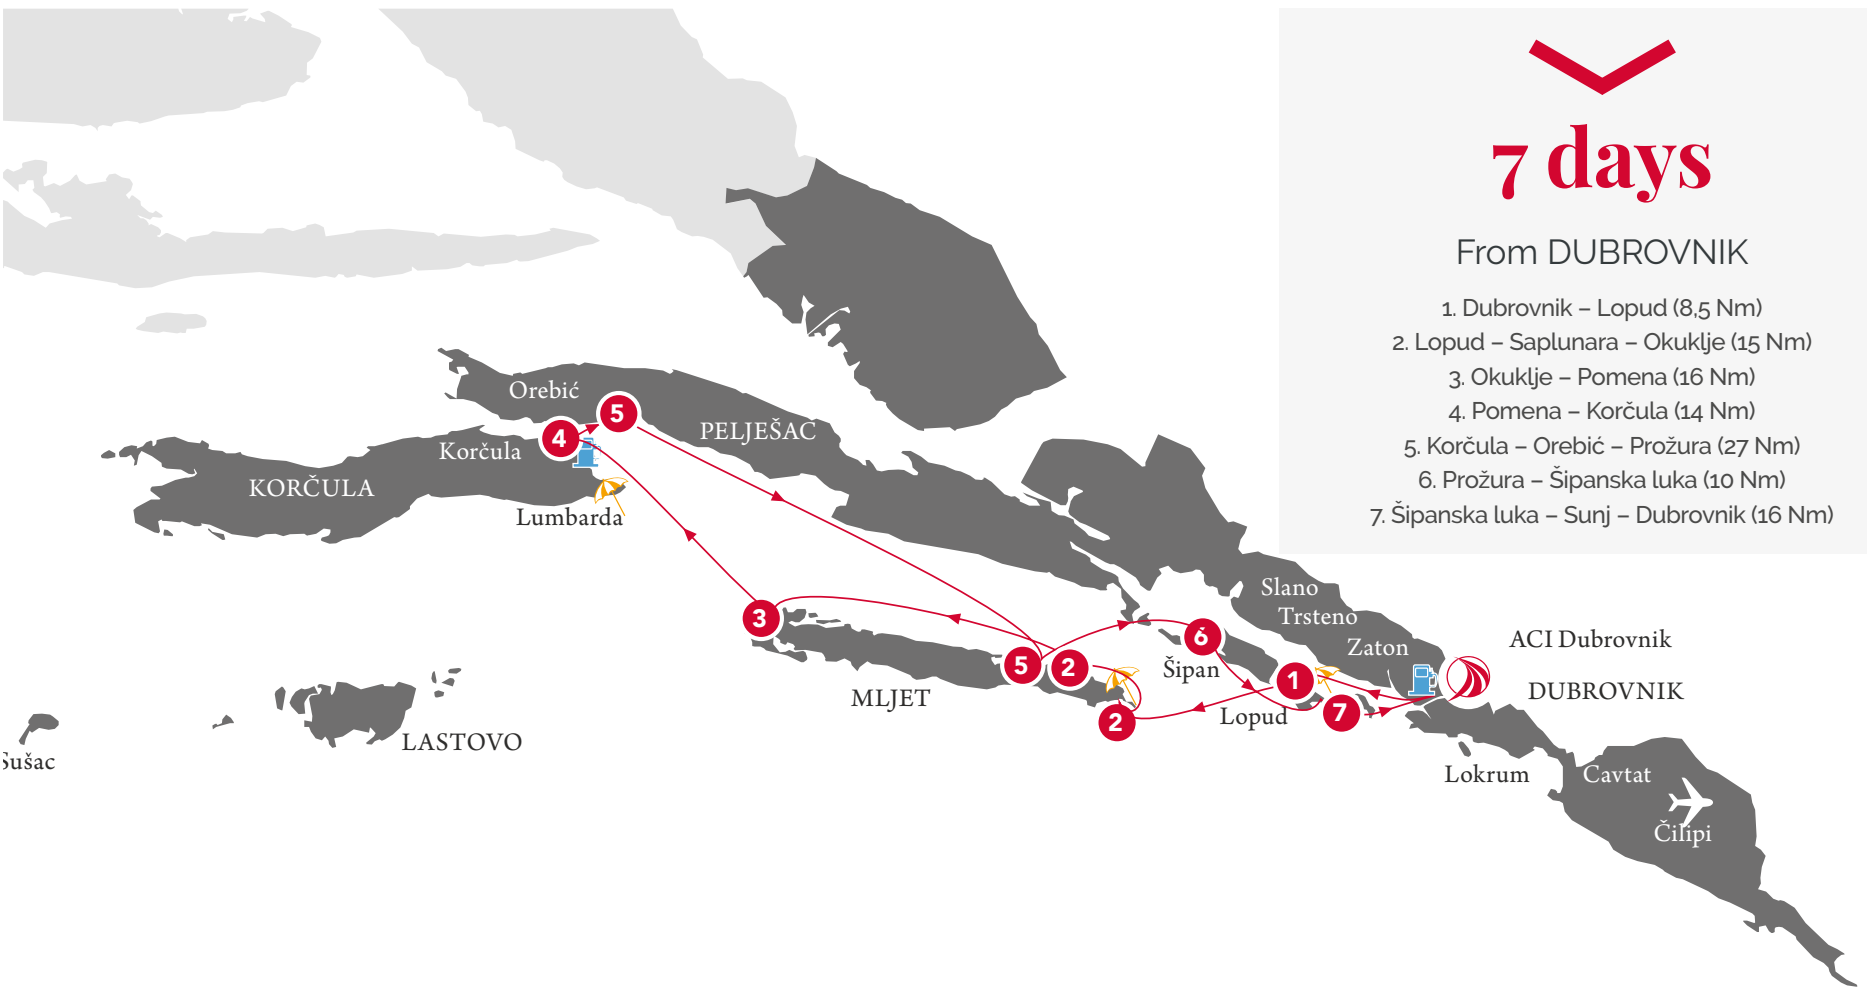 7 days
From DUBROVNIK
1. Dubrovnik – Lopud (8,5 Nm)
2. Lopud – Saplunara – Okuklje (15 Nm)
3. Okuklje – Pomena (16 Nm)
4. Pomena – Korčula (14 Nm)
5. Korčula – Orebić – Prožura (27 Nm)
6. Prožura – Šipanska luka (10 Nm)
7. Šipanska luka – Sunj – Dubrovnik (16 Nm)
Orebić
5
4
PELJEŠAC
Korčula
KORČULA
Lumbarda
Slano
Trsteno
3
Zaton
6
ACI Dubrovnik
5
2
Šipan
1
DUBROVNIK
MLJET
7
Lopud
2
LASTOVO
Sušac
Lokrum
Cavtat
Čilipi